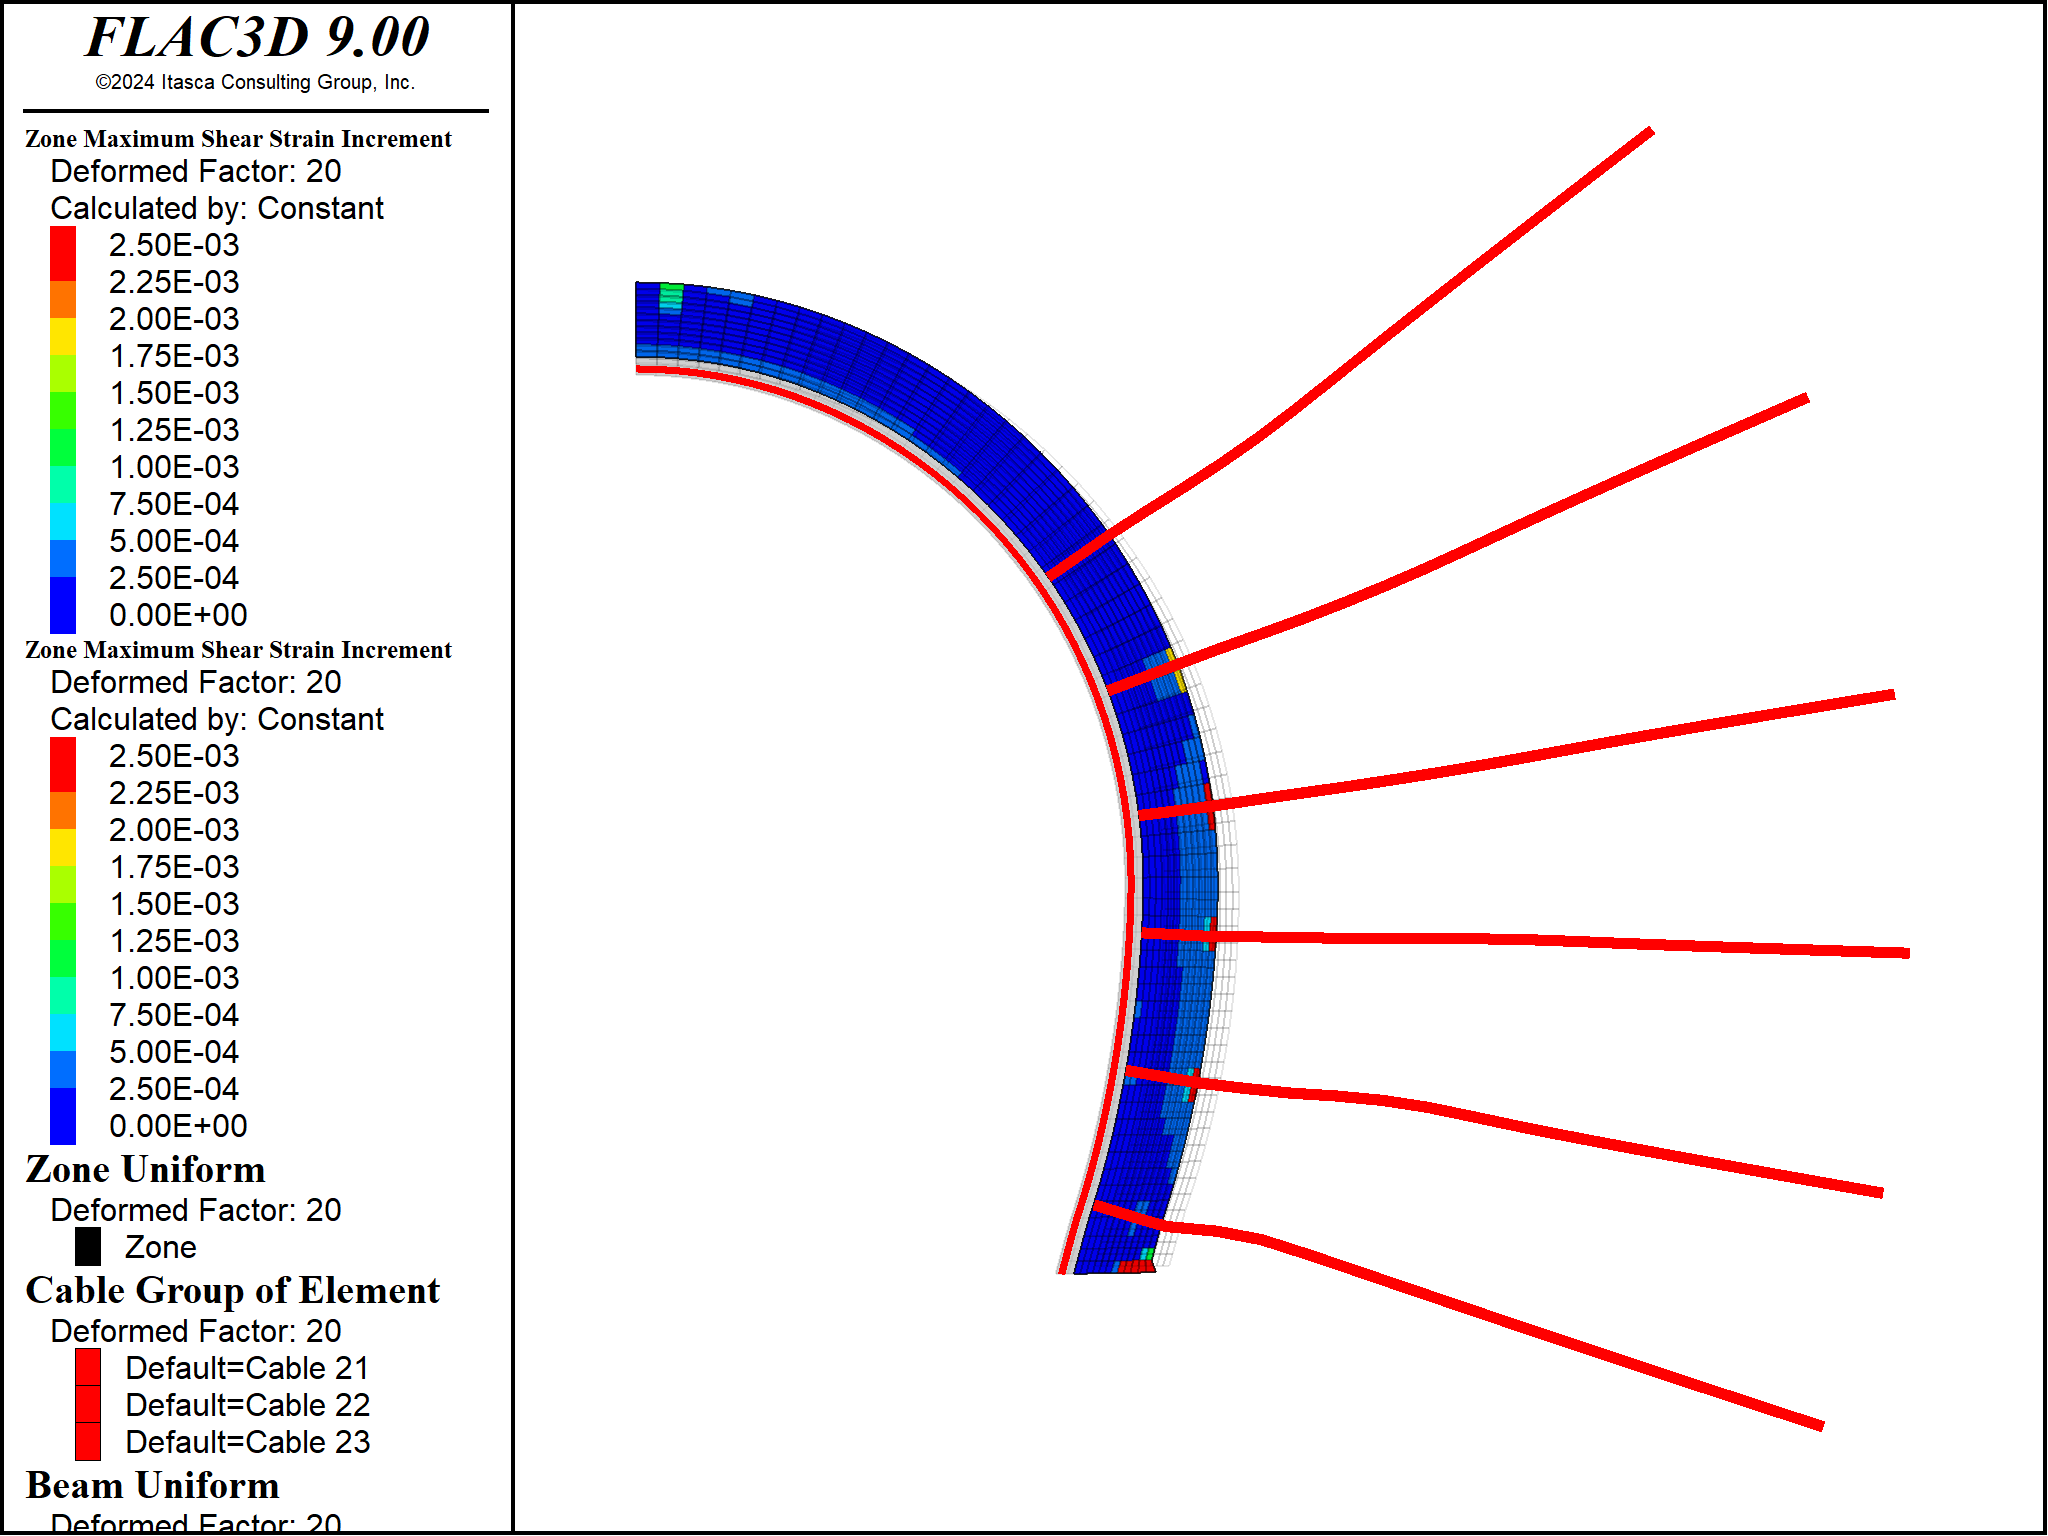 FLAC3D 9.00
©2024 Itasca Consulting Group, Inc.
Zone Maximum Shear Strain Increment
Deformed Factor: 20
Calculated by: Constant
2.50E-03
2.25E-03
2.00E-03
1.75E-03
1.50E-03
1.25E-03
1.00E-03
7.50E-04
5.00E-04
2.50E-04
0.00E+00
Zone Maximum Shear Strain Increment
Deformed Factor: 20
Calculated by: Constant
2.50E-03
2.25E-03
2.00E-03
1.75E-03
1.50E-03
1.25E-03
1.00E-03
7.50E-04
5.00E-04
2.50E-04
0.00E+00
Zone Uniform
Deformed Factor: 20
Zone
Cable Group of Element
Deformed Factor: 20
Default=Cable 21
Default=Cable 22
Default=Cable 23
Beam Uniform
Deformed Factor: 20